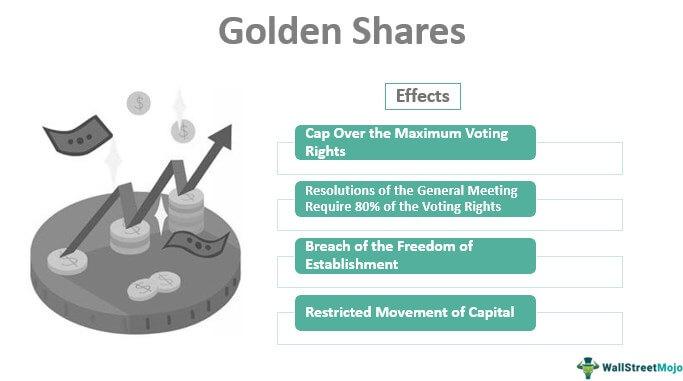 Golden Shares
Effects
Cap Over the Maximum Voting
Rights
Resolutions of the General Meeting
Require 80% of the Voting Rights
Breach of the Freedom of
Establishment
Restricted Movement of Capital
WallStreetMojo